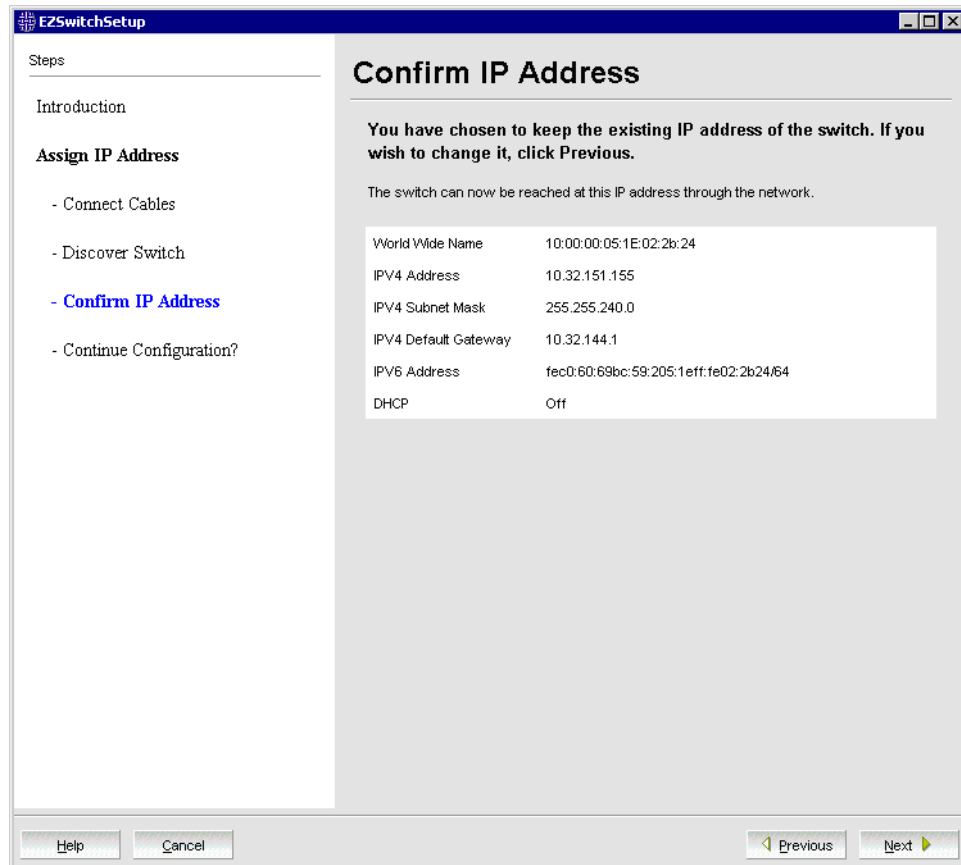 EZSwitchSetup
Steps
Introduction
Assign IP Address
- Connect Cables
- Discover Switch
- Confirm IP Address
- Continue Configuration?
Confirm IP Address
You have chosen to keep the existing IP address of the switch. If you
wish to change it, click Previous.
The switch can now be reached at this IP address through the network.
World Wide Name 10:00:00:05:1E:02:2b:24
IPV4 Address 10.32.151.155
IPV4 Subnet Mask 255.255.240.0
IPV4 Default Gateway 10.32.144.1
IPV6 Address fec0:60:69bc:59:205:1eff:fe02:2b24/64
DHCP Off
Help Cancel Previous Next